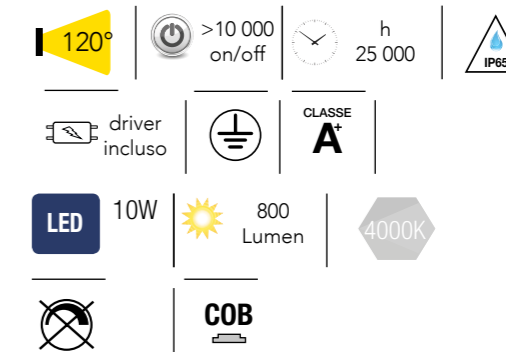 120°
>10 000
on/off
h
25 000
IP65
driver
incluso
CLASSE
A+
LED
10W
800
Lumen
4000K
COB